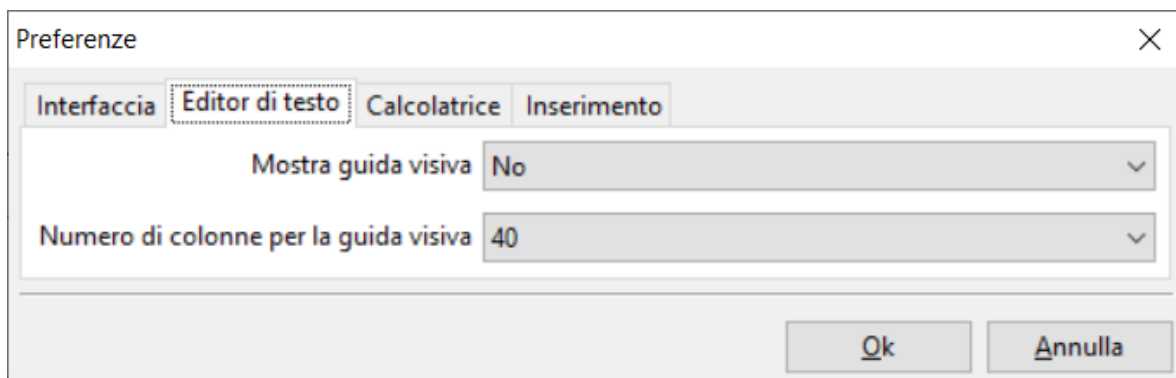 Preferenze
Interfaccia Editor di testo Calcolatrice Inserimento
Mostra guida visiva No
Numero di colonne per la guida visiva 40
Ok Annulla